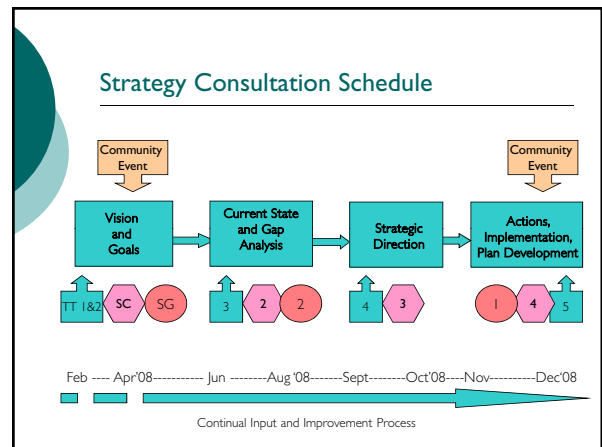 Strategy Consultation Schedule
Community
Event
Community
Event
Vision
and
Goals
Current State
and Gap
Analysis
Strategic
Direction
Actions,
Implementation,
Plan Development
TT 1&2
SC
SG
3
2
2
4
3
1
4
5
Feb ---- Apr'08----------- Jun --------Aug '08------- Sept ------Oct'08----Nov---------Dec'08
Continual Input and Improvement Process